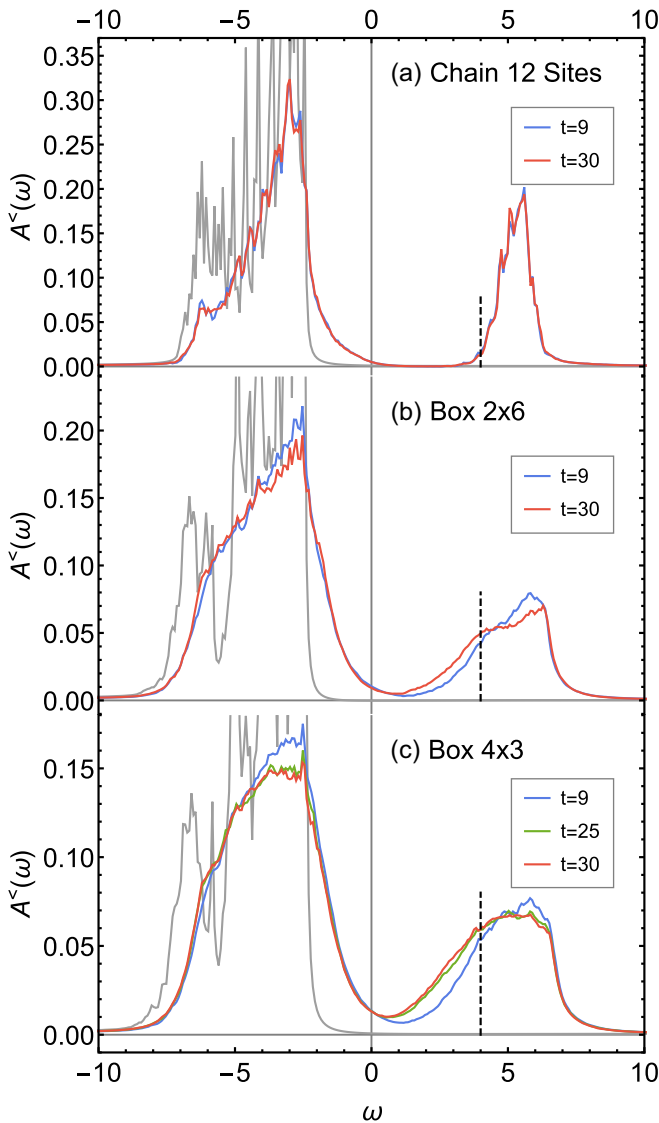 −10 −5 0 5 10
(a) Chain 12 Sites
t=9
t=30
A<(ω)
0.35
0.30
0.25
0.20
0.15
0.10
0.05
0.00
(b) Box 2x6
t=9
t=30
A<(ω)
0.20
0.15
0.10
0.05
0.00
(c) Box 4x3
t=9
t=25
t=30
A<(ω)
0.15
0.10
0.05
0.00
−10 −5 0 5 10
ω